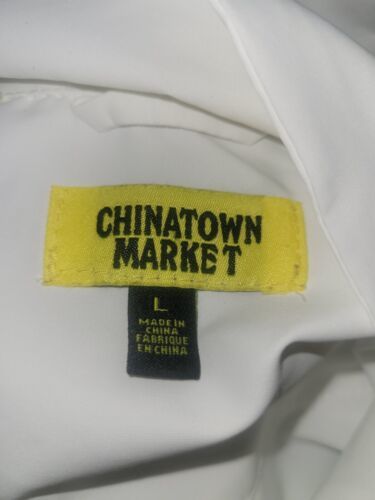 CHINATOWN
MARKET
L
MADE IN
CHINA
FABRIQUE
EN CHINA